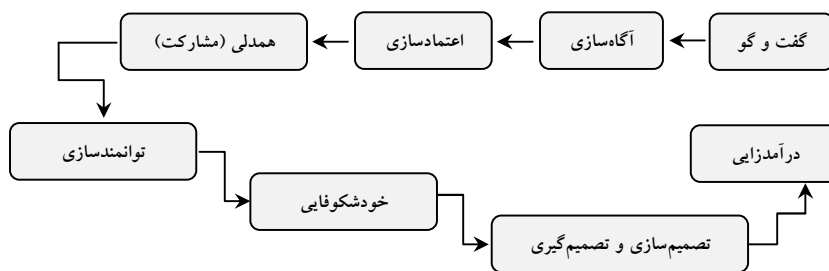 گفت و گو
آگاه‌سازی
اعتمادسازی
همدلی (مشارکت)
توانمندسازی
خودشکوفایی
تصمیم‌سازی و تصمیم‌گیری
درآمدزایی